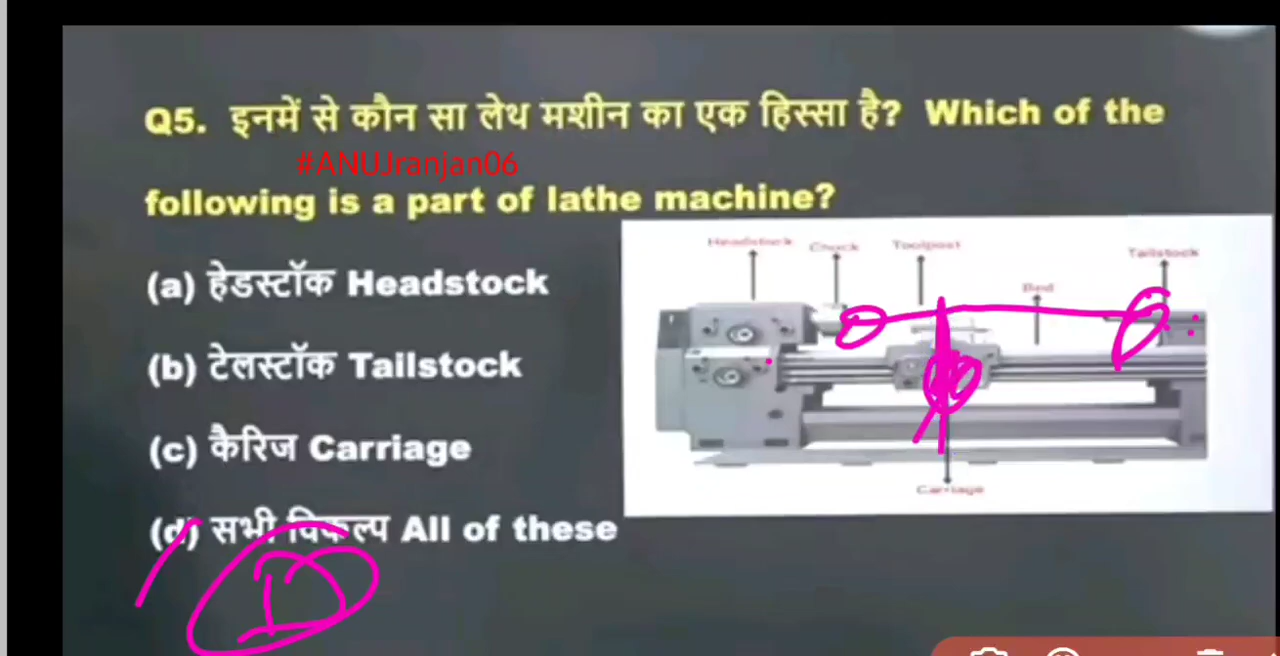 Q5. इनमें से कौन सा लेथ मशीन का एक हिस्सा है? Which of the
#ANUJranjan06
following is a part of lathe machine?
(a) हेडस्टॉक Headstock
(b) टेलस्टॉक Tailstock
(c) कैरिज Carriage
(d) सभी विकल्प All of these
D
Headstock Chuck Toolpost Tailstock
Bed
Carriage